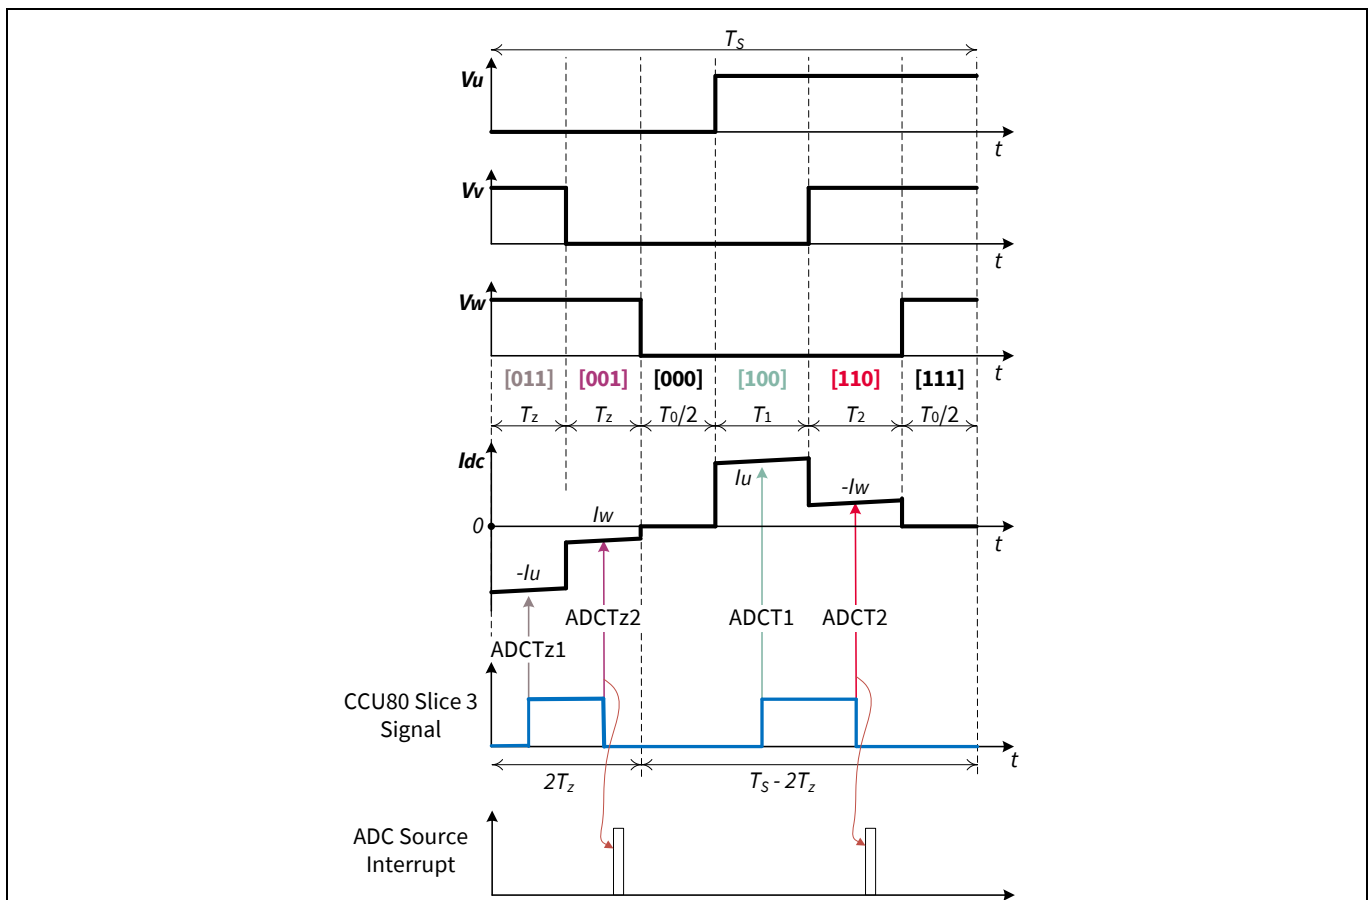 TS
Vu
t
Vv
t
Vw
t
[011] [001] [000] [100] [110] [111]
Tz Tz T0/2 T1 T2 T0/2
Idc
Iu
-Iw
Iw
0
t
-Iu
ADCTz2 ADCT1 ADCT2
ADCTz1
CCU80 Slice 3
Signal
t
2Tz TS - 2Tz
ADC Source
Interrupt